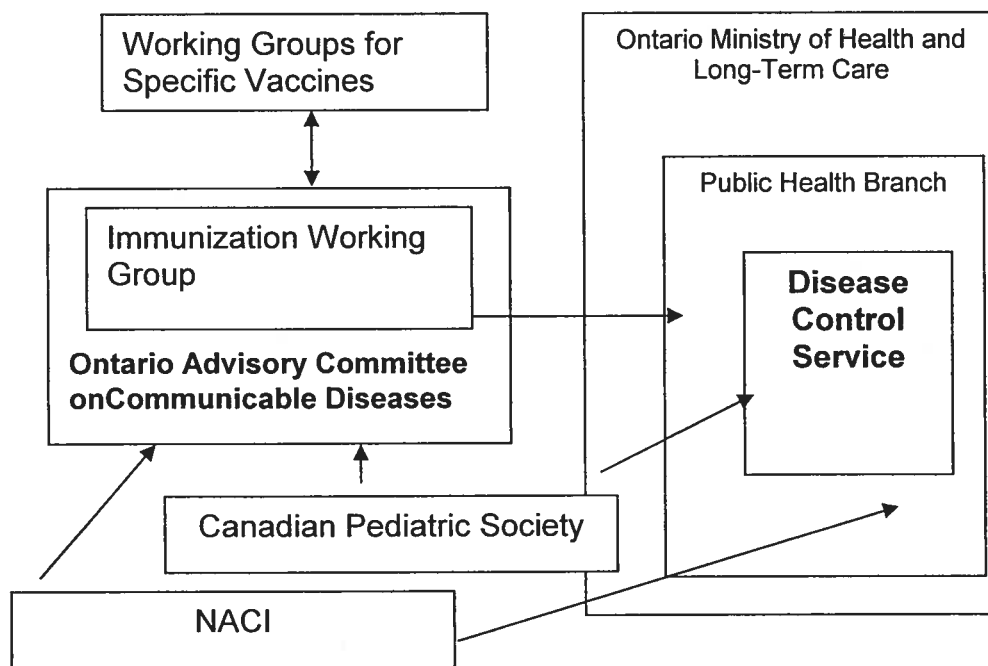 Working Groups for
Specific Vaccines
Ontario Ministry of Health and
Long-Term Care
Public Health Branch
Immunization Working
Group
Disease
Control
Service
Ontario Advisory Committee
onCommunicable Diseases
Canadian Pediatric Society
NACI